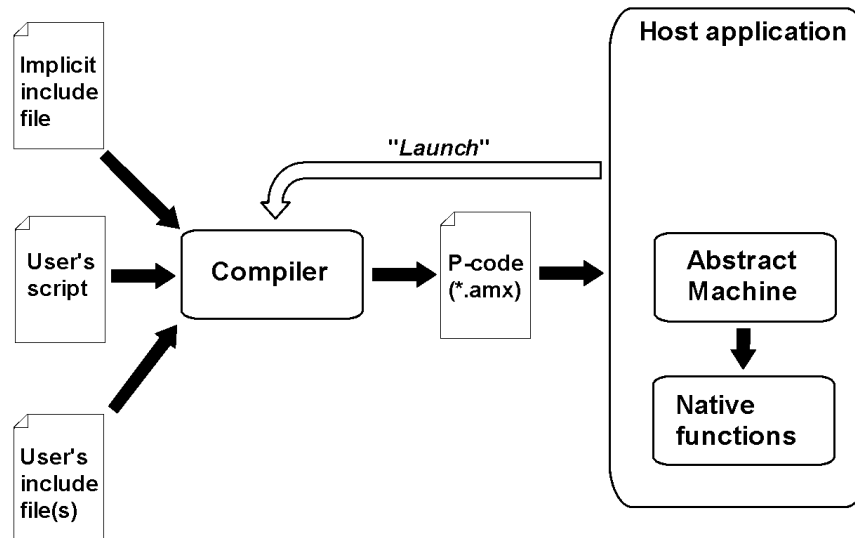 Implicit
include
file
User's
script
User's
include
file(s)
"Launch"
Compiler
P-code
(*.amx)
Host application
Abstract
Machine
Native
functions